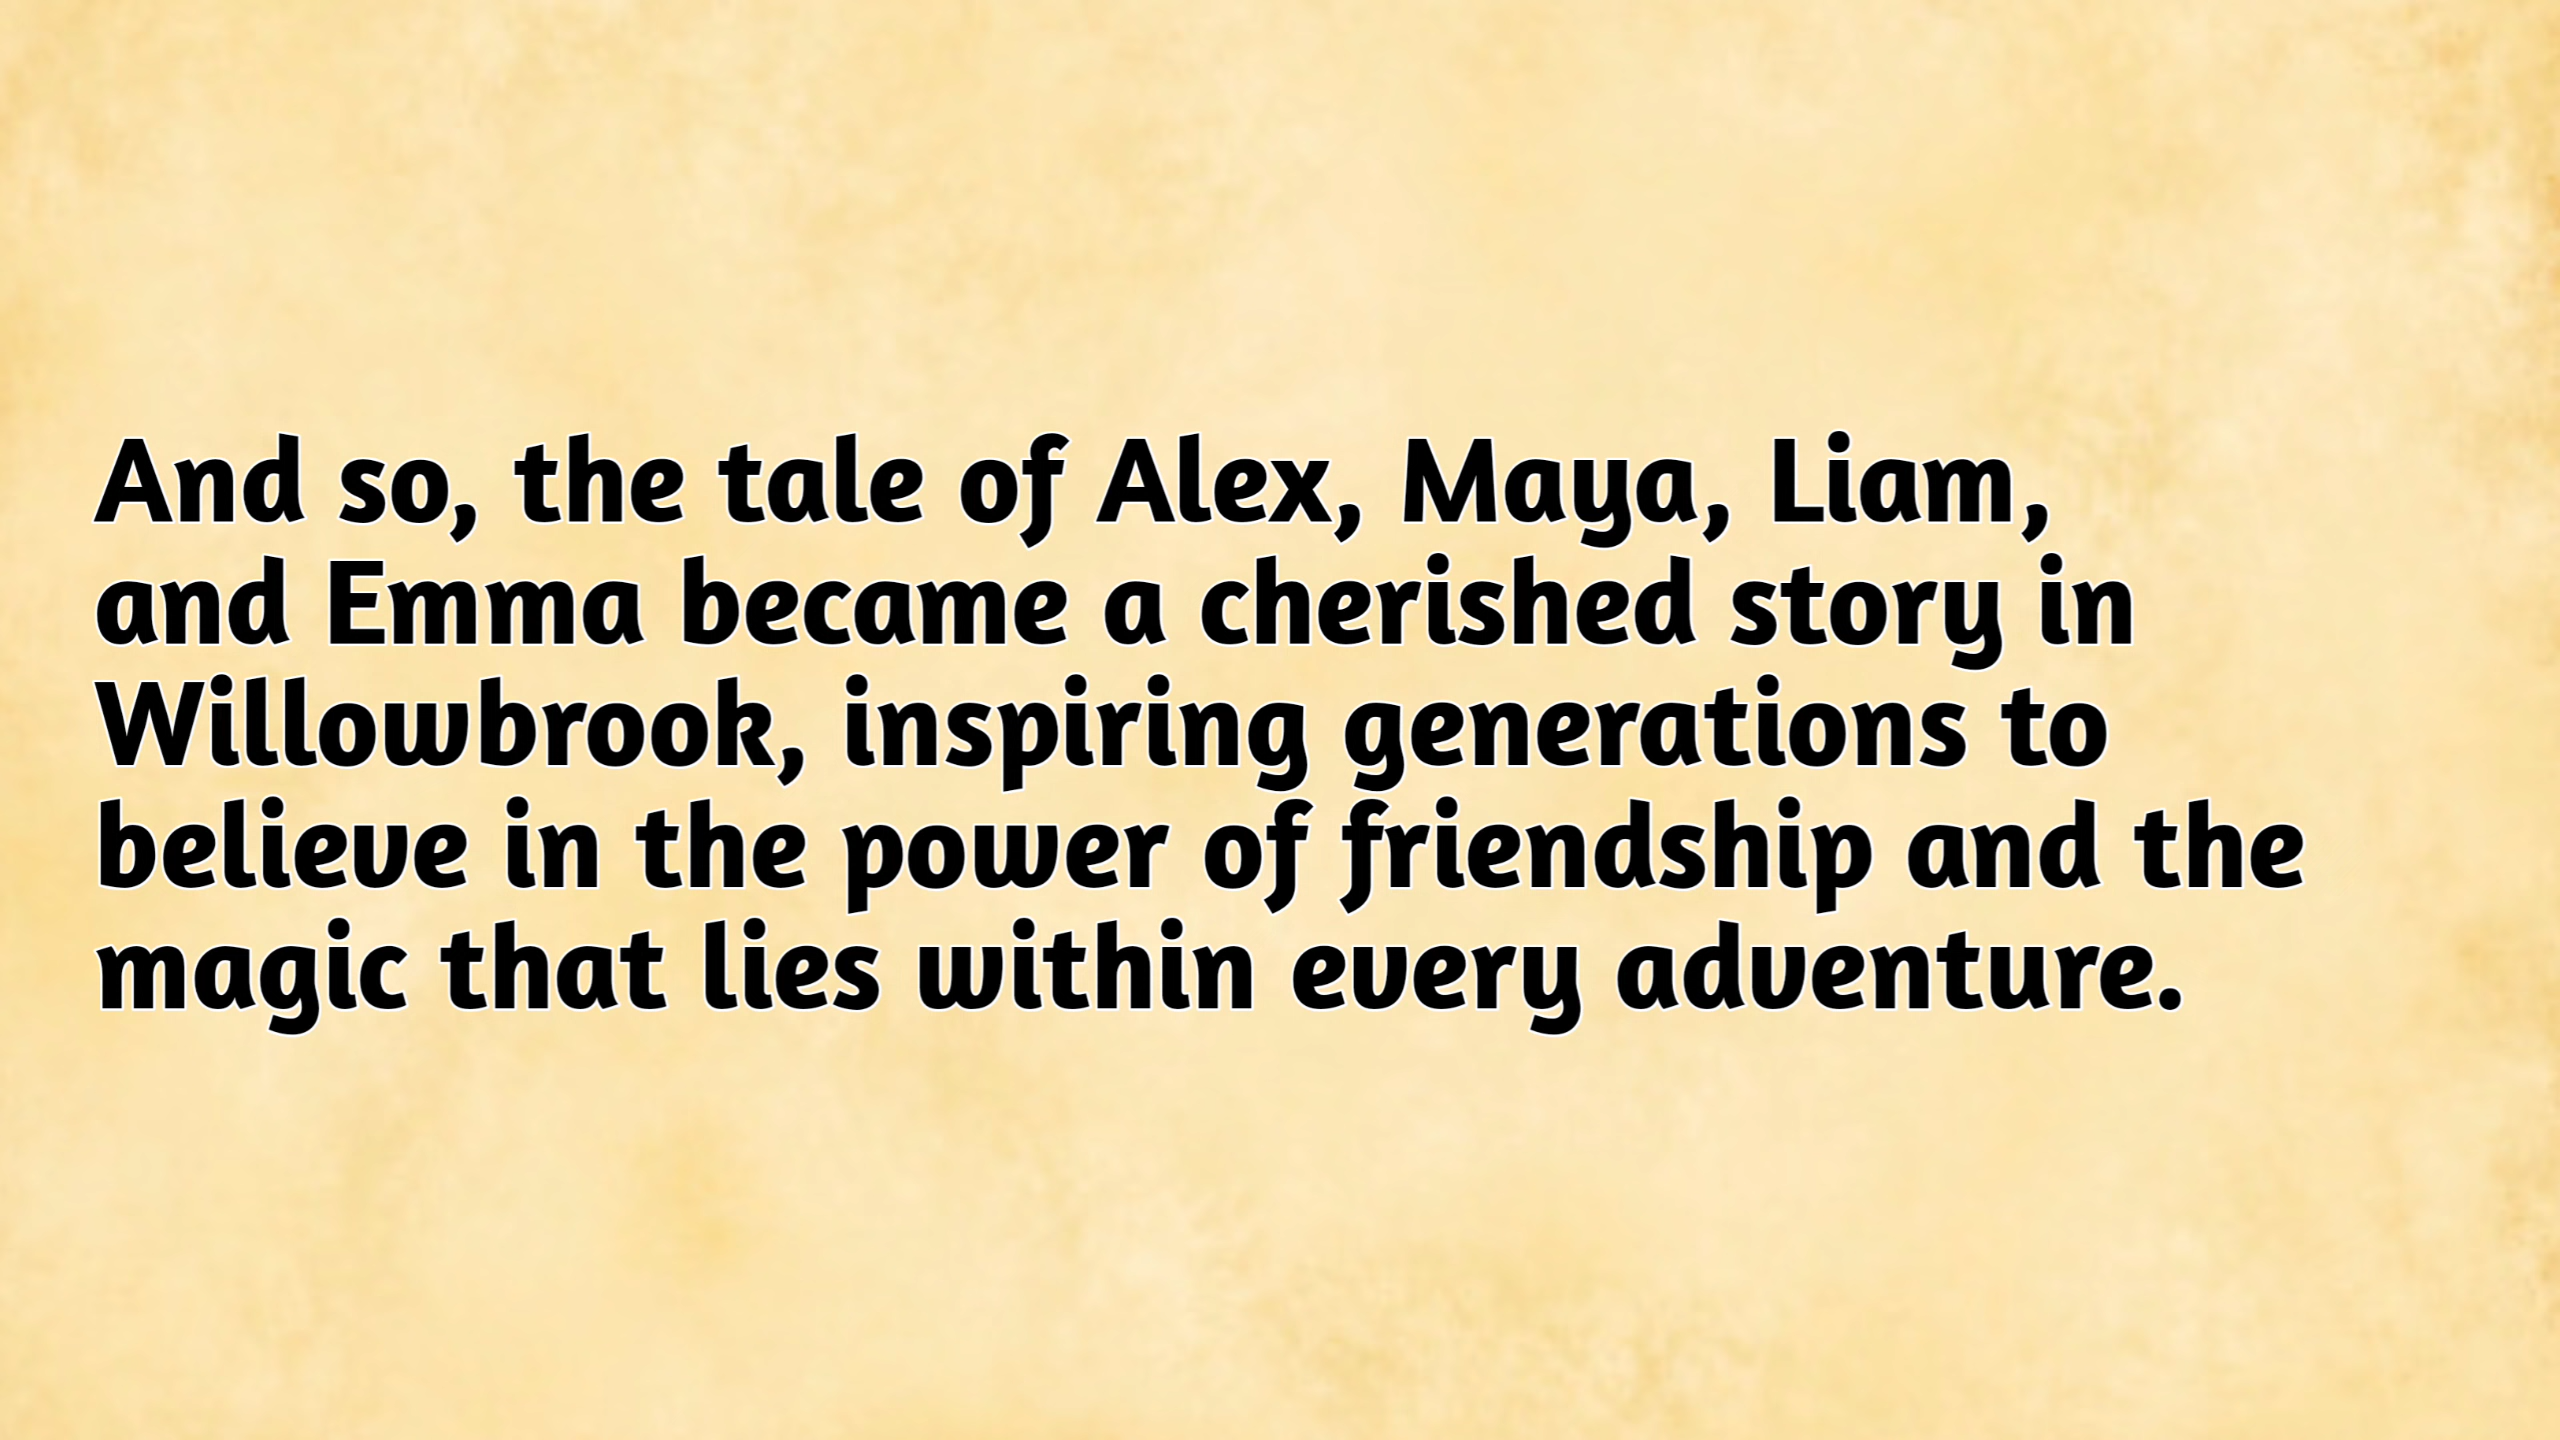 And so, the tale of Alex, Maya, Liam,
and Emma became a cherished story in
Willowbrook, inspiring generations to
believe in the power of friendship and the
magic that lies within every adventure.